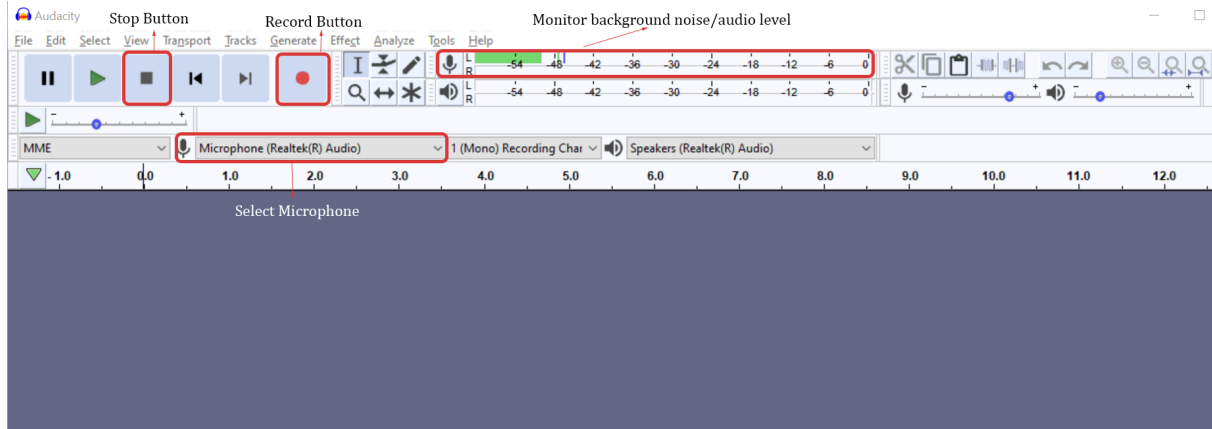 Audacity
Stop Button
Record Button
Monitor background noise/audio level
File Edit Select View Transport Tracks Generate Effect Analyze Tools Help
L
R
-54 -48 -42 -36 -30 -24 -18 -12 -6 0
L
R
-54 -48 -42 -36 -30 -24 -18 -12 -6 0
- +
- +
- +
MME
Microphone (Realtek(R) Audio)
1 (Mono) Recording Char
Speakers (Realtek(R) Audio)
- 1.0 0.0 1.0 2.0 3.0 4.0 5.0 6.0 7.0 8.0 9.0 10.0 11.0 12.0
Select Microphone